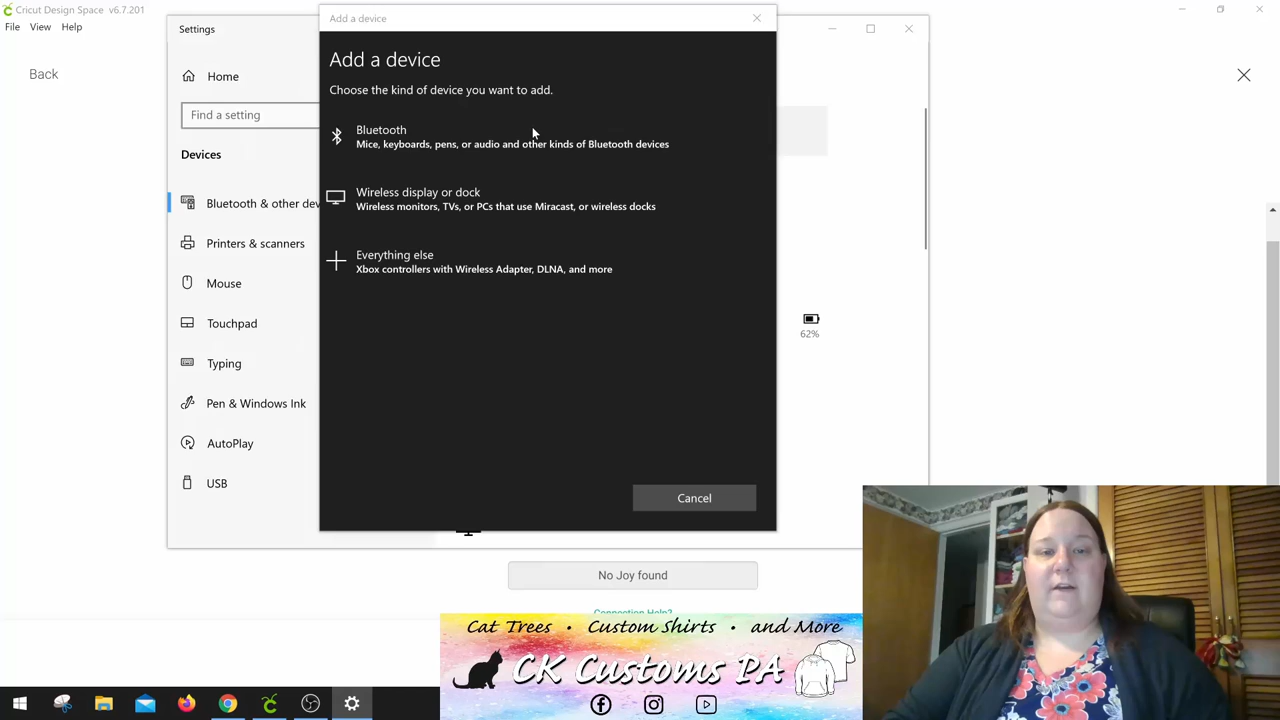 Cricut Design Space v6.7.201
File View Help
Back
Settings
Home
Find a setting
Devices
Bluetooth & other dev
Printers & scanners
Mouse
Touchpad
Typing
Pen & Windows Ink
AutoPlay
USB
Add a device
Add a device
Choose the kind of device you want to add.
Bluetooth
Mice, keyboards, pens, or audio and other kinds of Bluetooth devices
Wireless display or dock
Wireless monitors, TVs, or PCs that use Miracast, or wireless docks
Everything else
Xbox controllers with Wireless Adapter, DLNA, and more
Cancel
62%
No Joy found
Connection Help?
Cat Trees • Custom Shirts • and More
CK Customs PA